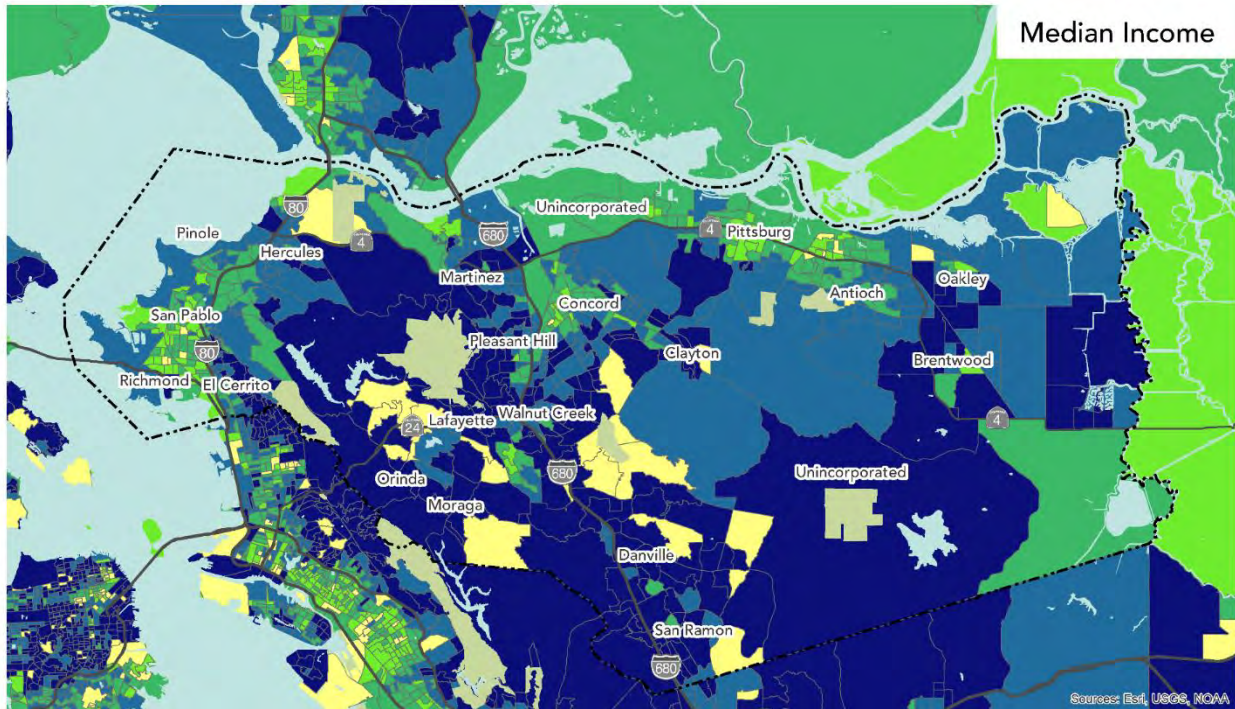 Median Income
80
Unincorporated
Pinole
680
4
Pittsburg
4
Hercules
Martinez
Oakley
Antioch
San Pablo
Concord
80
Pleasant Hill
Clayton
Brentwood
Richmond
El Cerrito
Lafayette
Walnut Creek
4
24
Orinda
680
Unincorporated
Moraga
Danville
San Ramon
680
Sources: Esri, USGS, NOAA